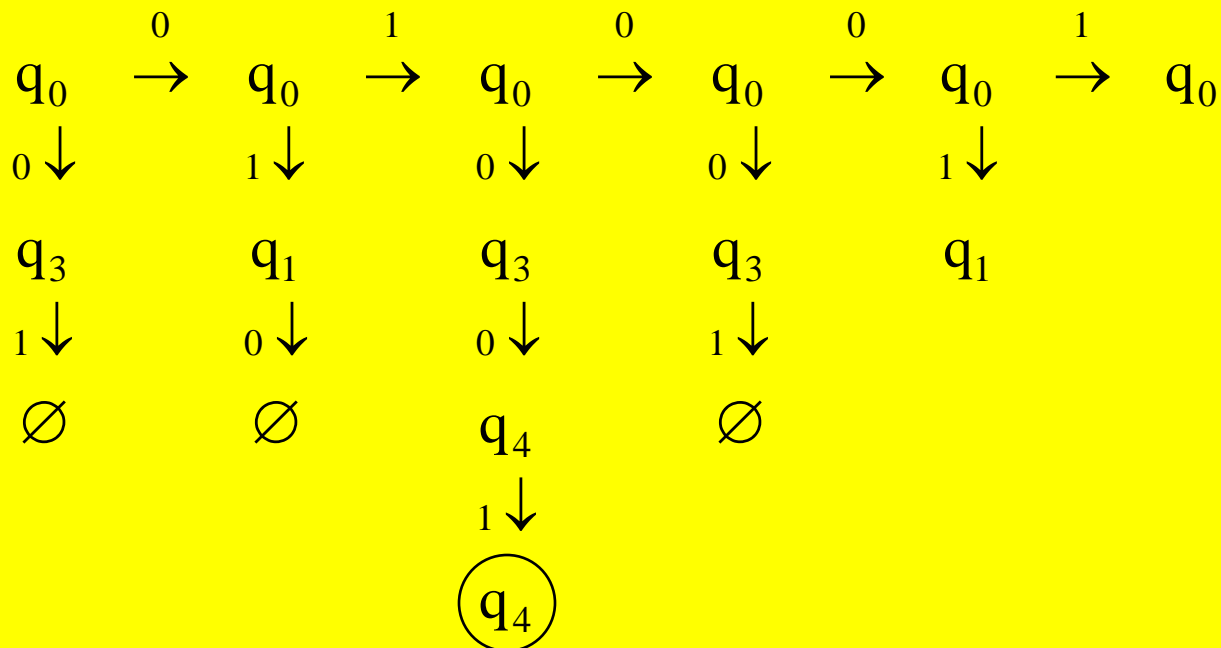 0 1 0 0 1
q₀ → q₀ → q₀ → q₀ → q₀ → q₀
0 ↓ 1 ↓ 0 ↓ 0 ↓ 1 ↓
q₃ q₁ q₃ q₃ q₁
1 ↓ 0 ↓ 0 ↓ 1 ↓
∅ ∅ q₄ ∅
1 ↓
q₄